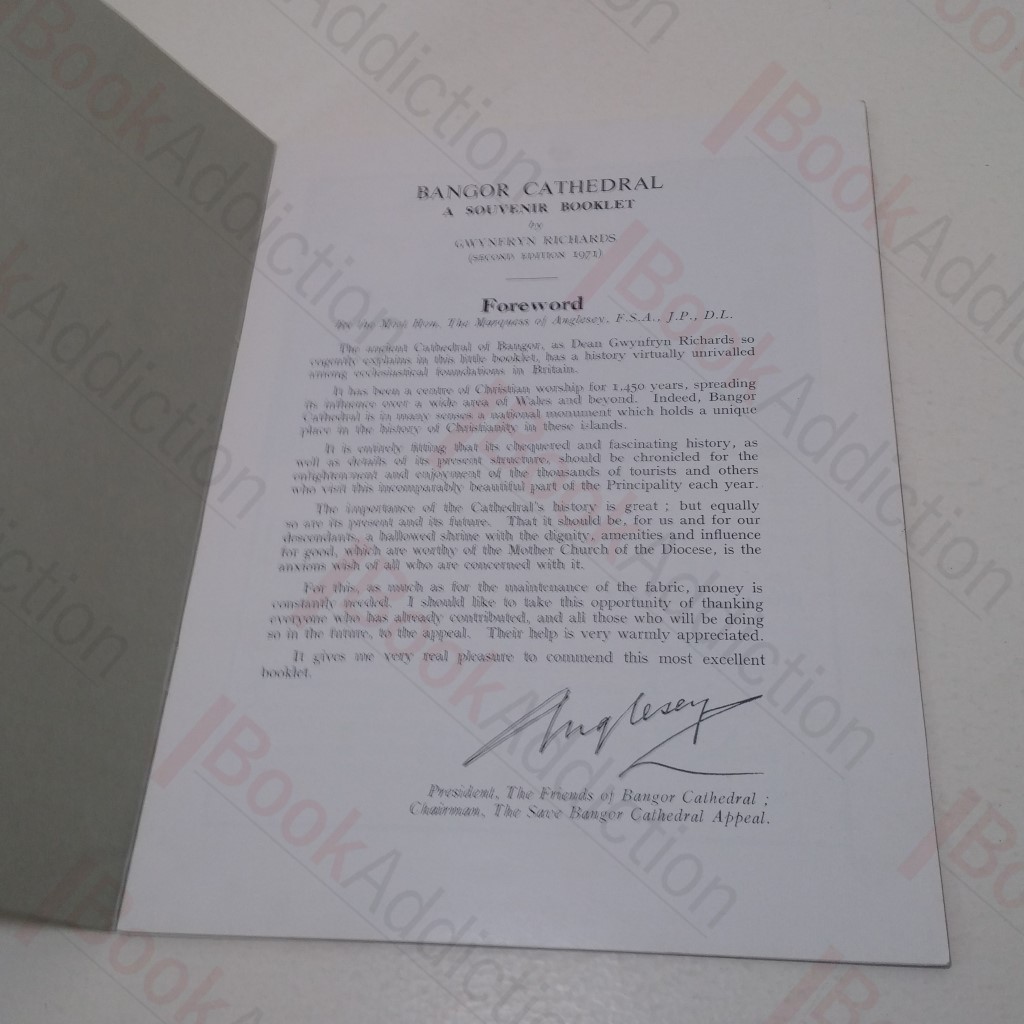 BANGOR CATHEDRAL
A SOUVENIR BOOKLET
by
GWYNFRYN RICHARDS
(SECOND EDITION 1971)
Foreword
by the Most Hon. The Marquess of Anglesey, F.S.A., J.P., D.L.
The ancient Cathedral of Bangor, as Dean Gwynfryn Richards so
cogently explains in this little booklet, has a history virtually unrivalled
among ecclesiastical foundations in Britain.
It has been a centre of Christian worship for 1,450 years, spreading
its influence over a wide area of Wales and beyond. Indeed, Bangor
Cathedral is in many senses a national monument which holds a unique
place in the history of Christianity in these islands.
It is entirely fitting that its chequered and fascinating history, as
well as details of its present structure, should be chronicled for the
enlightenment and enjoyment of the thousands of tourists and others
who visit this incomparably beautiful part of the Principality each year.
The importance of the Cathedral's history is great ; but equally
so are its present and its future. That it should be, for us and for our
descendants, a hallowed shrine with the dignity, amenities and influence
for good, which are worthy of the Mother Church of the Diocese, is the
anxious wish of all who are concerned with it.
For this, as much as for the maintenance of the fabric, money is
constantly needed. I should like to take this opportunity of thanking
everyone who has already contributed, and all those who will be doing
so in the future, to the appeal. Their help is very warmly appreciated.
It gives me very real pleasure to commend this most excellent
booklet.
Anglesey
President, The Friends of Bangor Cathedral ;
Chairman, The Save Bangor Cathedral Appeal.
BookAddiction